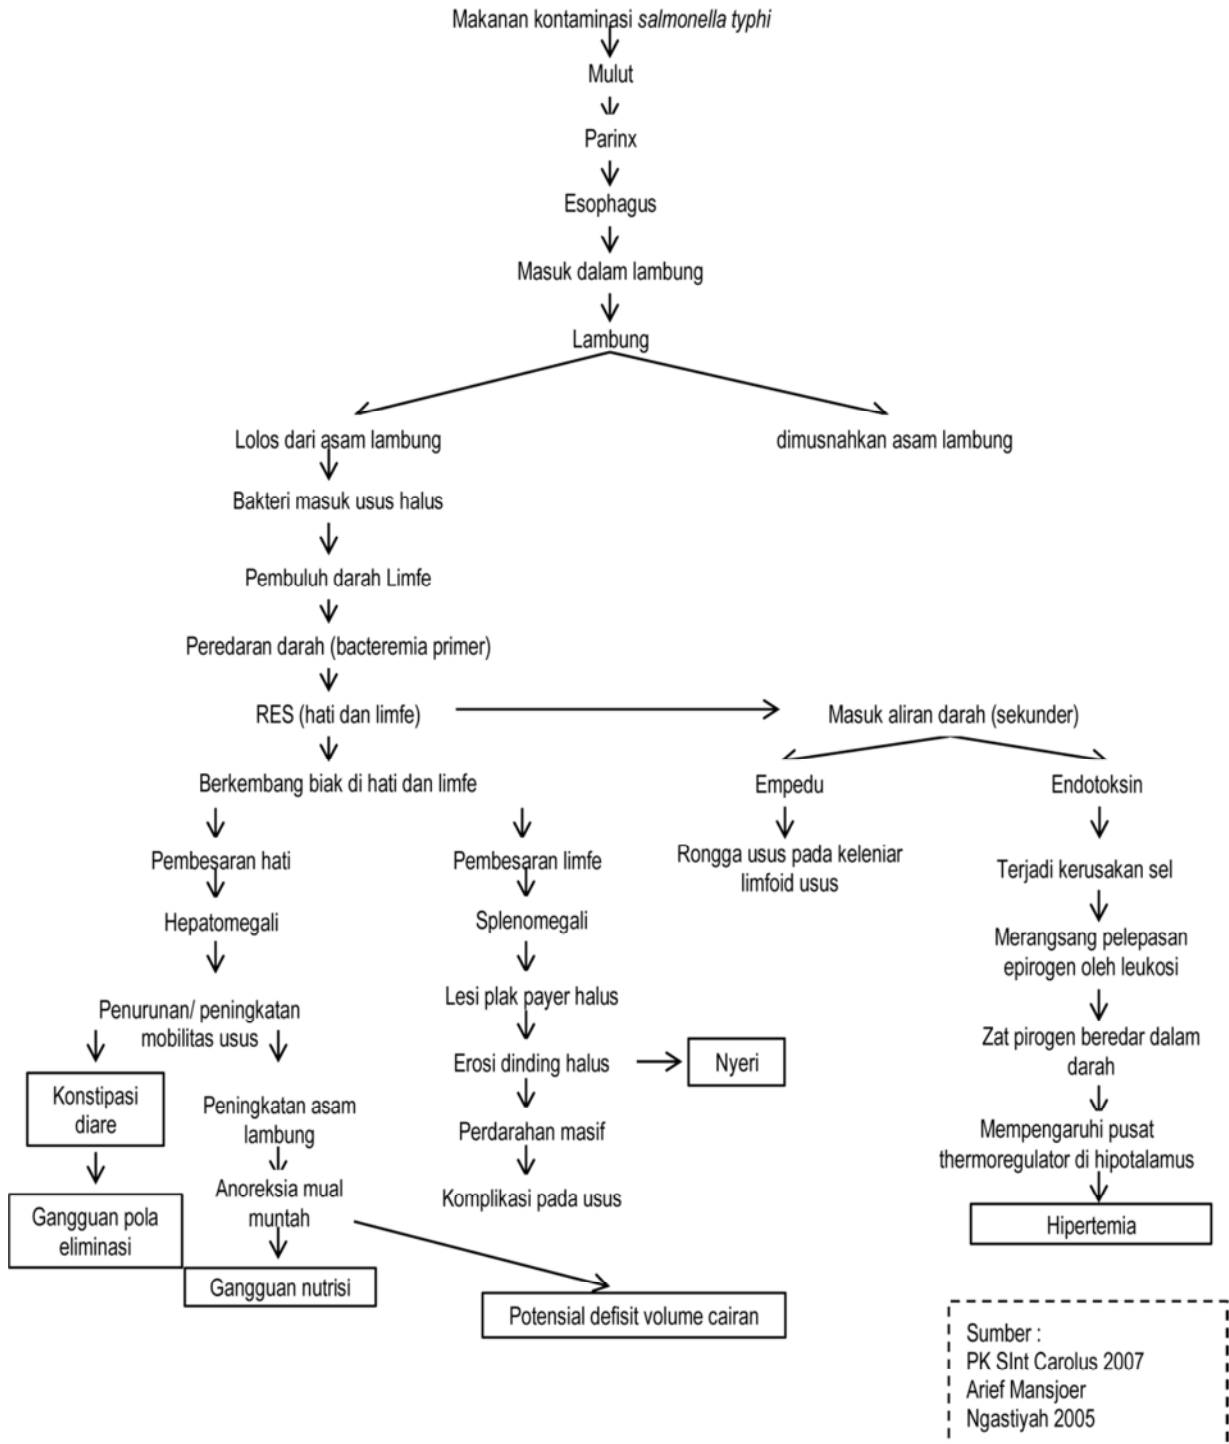 Makanan kontaminasi salmonella typhi
Mulut
Parinx
Esophagus
Masuk dalam lambung
Lambung
Lolos dari asam lambung
dimusnahkan asam lambung
Bakteri masuk usus halus
Pembuluh darah Limfe
Peredaran darah (bacteremia primer)
RES (hati dan limfe)
Masuk aliran darah (sekunder)
Berkembang biak di hati dan limfe
Empedu
Endotoksin
Pembesaran hati
Pembesaran limfe
Rongga usus pada keleniar
limfoid usus
Terjadi kerusakan sel
Hepatomegali
Splenomegali
Merangsang pelepasan
epirogen oleh leukosi
Penurunan/ peningkatan
mobilitas usus
Lesi plak payer halus
Zat pirogen beredar dalam
darah
Konstipasi
diare
Peningkatan asam
lambung
Erosi dinding halus
Nyeri
Perdarahan masif
Mempengaruhi pusat
thermoregulator di hipotalamus
Gangguan pola
eliminasi
Anoreksia mual
muntah
Komplikasi pada usus
Hipertemia
Gangguan nutrisi
Potensial defisit volume cairan
Sumber :
PK SInt Carolus 2007
Arief Mansjoer
Ngastiyah 2005